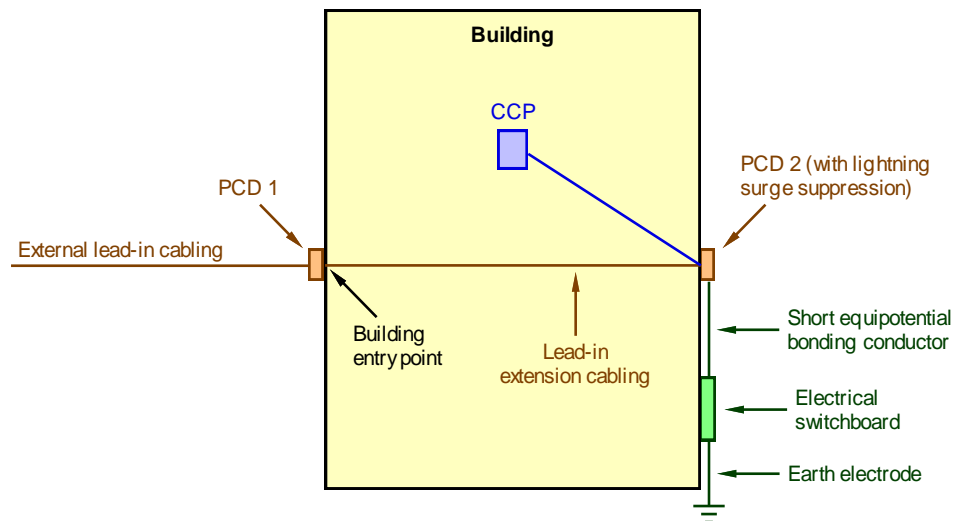 Building
CCP
PCD 1
PCD 2 (with lightning
surge suppression)
External lead-in cabling
Building
entry point
Lead-in
extension cabling
Short equipotential
bonding conductor
Electrical
switchboard
Earth electrode